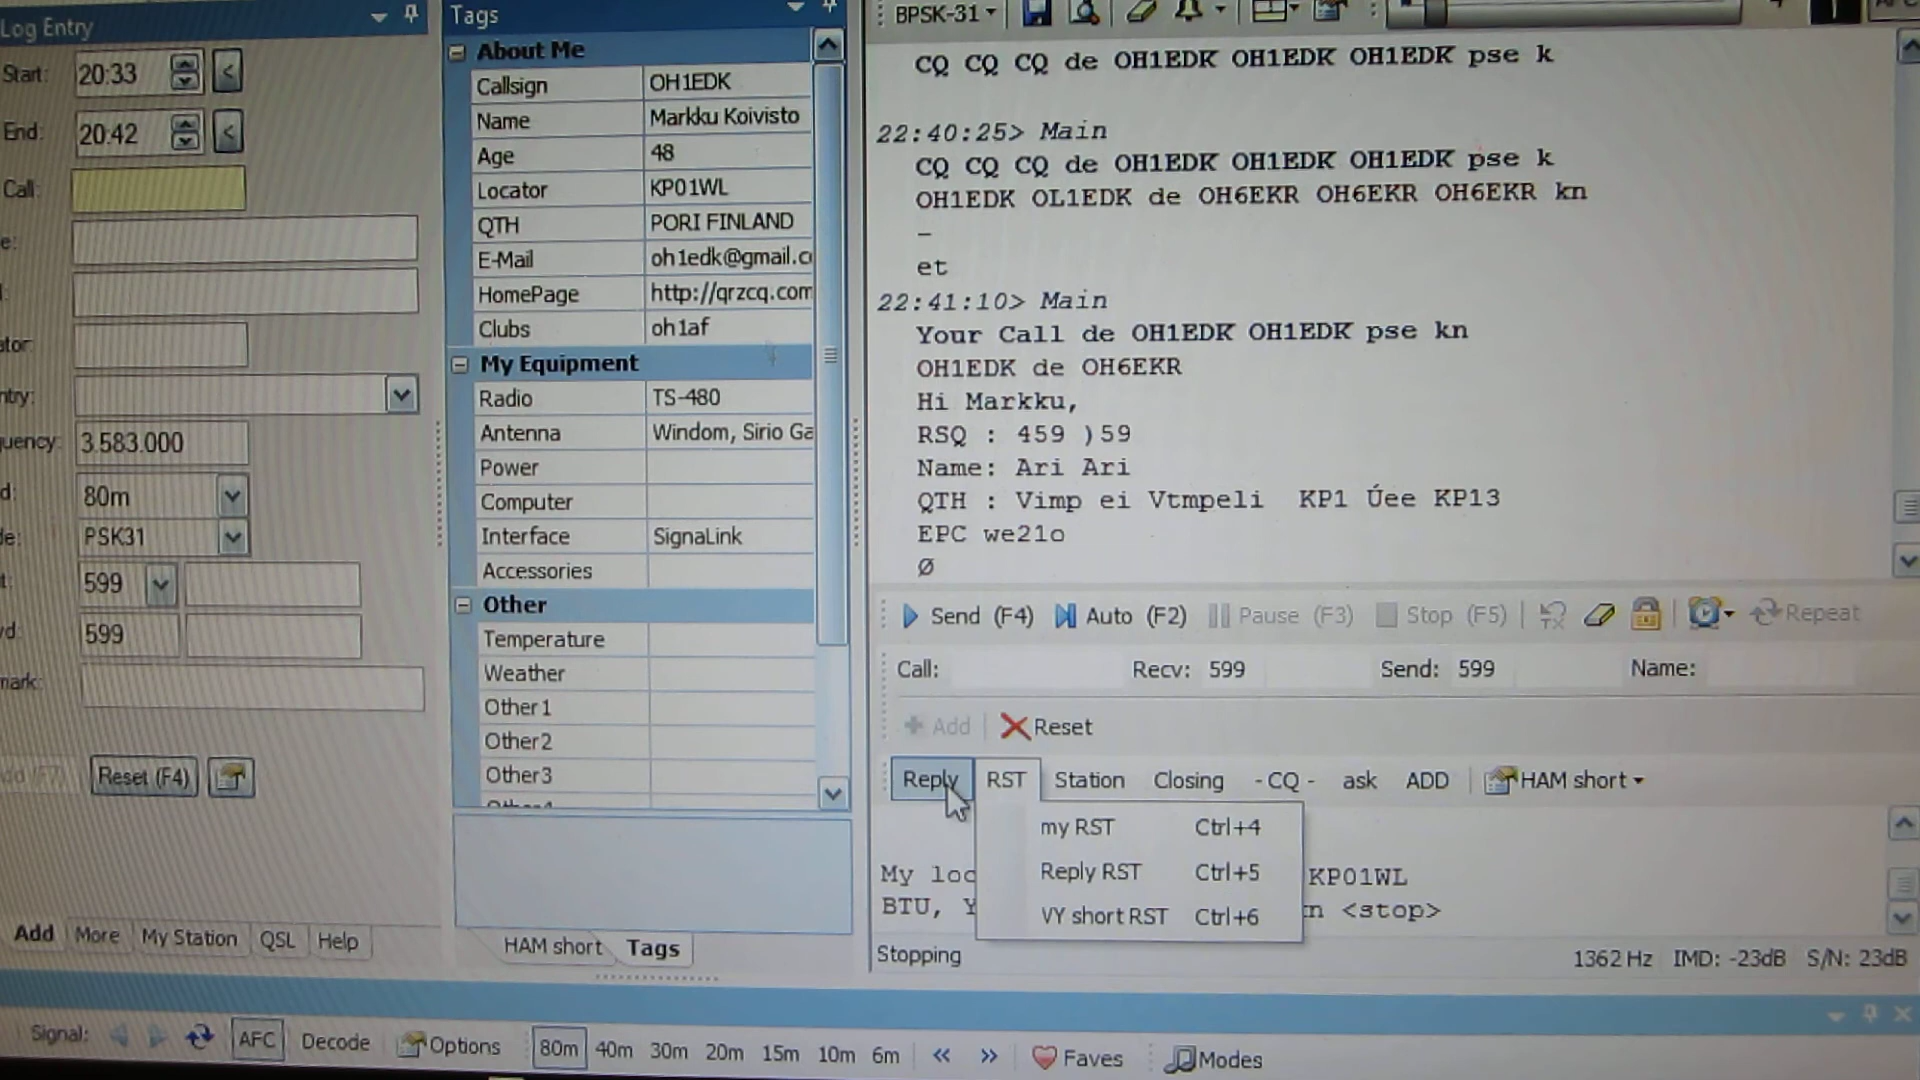 Log Entry
Start: 20:33 <
End: 20:42 <
Call:
3.583.000
80m
PSK31
599
599
Reset (F4)
Add More My Station QSL Help
Tags
About Me
Callsign OH1EDK
Name Markku Koivisto
Age 48
Locator KP01WL
QTH PORI FINLAND
E-Mail oh1edk@gmail.c
HomePage http://qrzcq.com
Clubs oh1af
My Equipment
Radio TS-480
Antenna Windom, Sirio Ga
Power
Computer
Interface SignaLink
Accessories
Other
Temperature
Weather
Other1
Other2
Other3
HAM short Tags
BPSK-31
CQ CQ CQ de OH1EDK OH1EDK OH1EDK pse k
22:40:25> Main
CQ CQ CQ de OH1EDK OH1EDK OH1EDK pse k
OH1EDK OL1EDK de OH6EKR OH6EKR OH6EKR kn
–
et
22:41:10> Main
Your Call de OH1EDK OH1EDK pse kn
OH1EDK de OH6EKR
Hi Markku,
RSQ : 459 )59
Name: Ari Ari
QTH : Vimp ei Vtmpeli KP1 Úee KP13
EPC we21o
Ø
Send (F4) Auto (F2) Pause (F3) Stop (F5) Repeat
Call: Recv: 599 Send: 599 Name:
Add Reset
Reply RST Station Closing - CQ - ask ADD HAM short
my RST Ctrl+4
Reply RST Ctrl+5
VY short RST Ctrl+6
My loc KP01WL
BTU, Y n <stop>
Stopping 1362 Hz IMD: -23dB S/N: 23dB
Signal: AFC Decode Options 80m 40m 30m 20m 15m 10m 6m « » Faves Modes